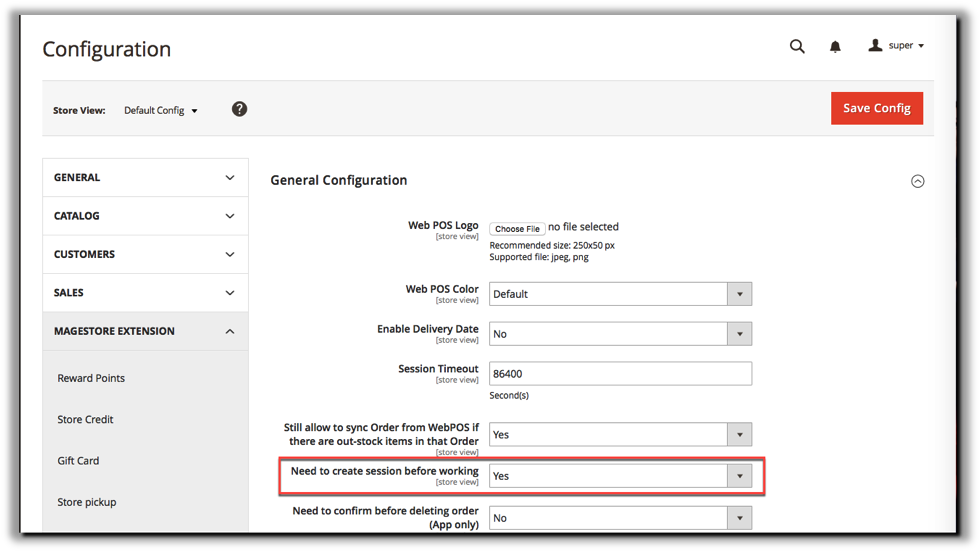 Configuration
super
Store View:
Default Config
?
Save Config
GENERAL
CATALOG
CUSTOMERS
SALES
MAGESTORE EXTENSION
Reward Points
Store Credit
Gift Card
Store pickup
General Configuration
Web POS Logo
[store view]
Choose File no file selected
Recommended size: 250x50 px
Supported file: jpeg, png
Web POS Color
[store view]
Default
Enable Delivery Date
[store view]
No
Session Timeout
[store view]
86400
Second(s)
Still allow to sync Order from WebPOS if
there are out-stock items in that Order
[store view]
Yes
Need to create session before working
[store view]
Yes
Need to confirm before deleting order
(App only)
No